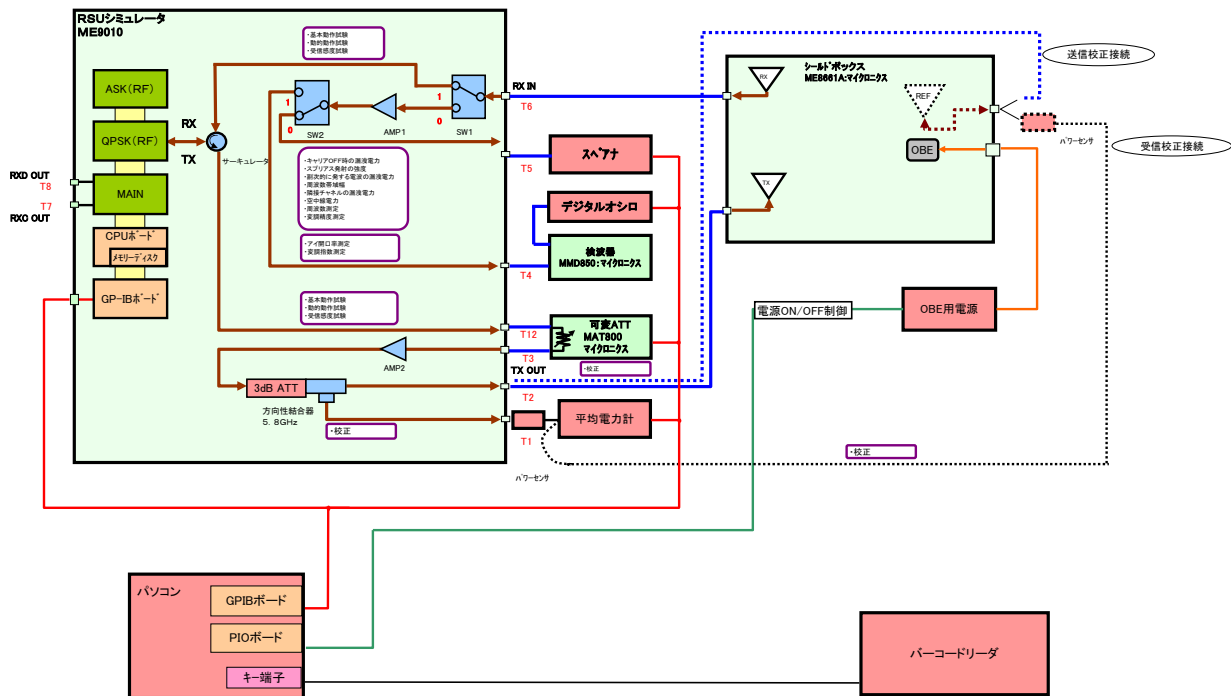 RSUシミュレータ
ME9010
ASK(RF)
QPSK(RF)
MAIN
CPUボード
メモリーディスク
GP-IBボード
RXD OUT
T8
T7
RXC OUT
RX
TX
サーキュレータ
・基本動作試験
・動的動作試験
・受信感度試験
1
0
SW2
AMP1
1
0
SW1
RX IN
T6
・キャリアOFF時の漏洩電力
・スプリアス発射の強度
・副次的に発する電波の漏洩電力
・周波数帯域幅
・隣接チャネルの漏洩電力
・空中線電力
・周波数測定
・変調精度測定
・アイ開口率測定
・変調指数測定
・基本動作試験
・動的動作試験
・受信感度試験
AMP2
3dB ATT
方向性結合器
5.8GHz
・校正
T5
スペアナ
デジタルオシロ
検波器
MMD850:マイクロニクス
T4
T12
可変ATT
MAT800
マイクロニクス
T3
・校正
TX OUT
T2
T1
平均電力計
パワーセンサ
シールドボックス
ME8661A:マイクロニクス
RX
REF
OBE
TX
パワーセンサ
送信校正接続
受信校正接続
電源ON/OFF制御
OBE用電源
・校正
パソコン
GPIBボード
PIOボード
キー端子
バーコードリーダ